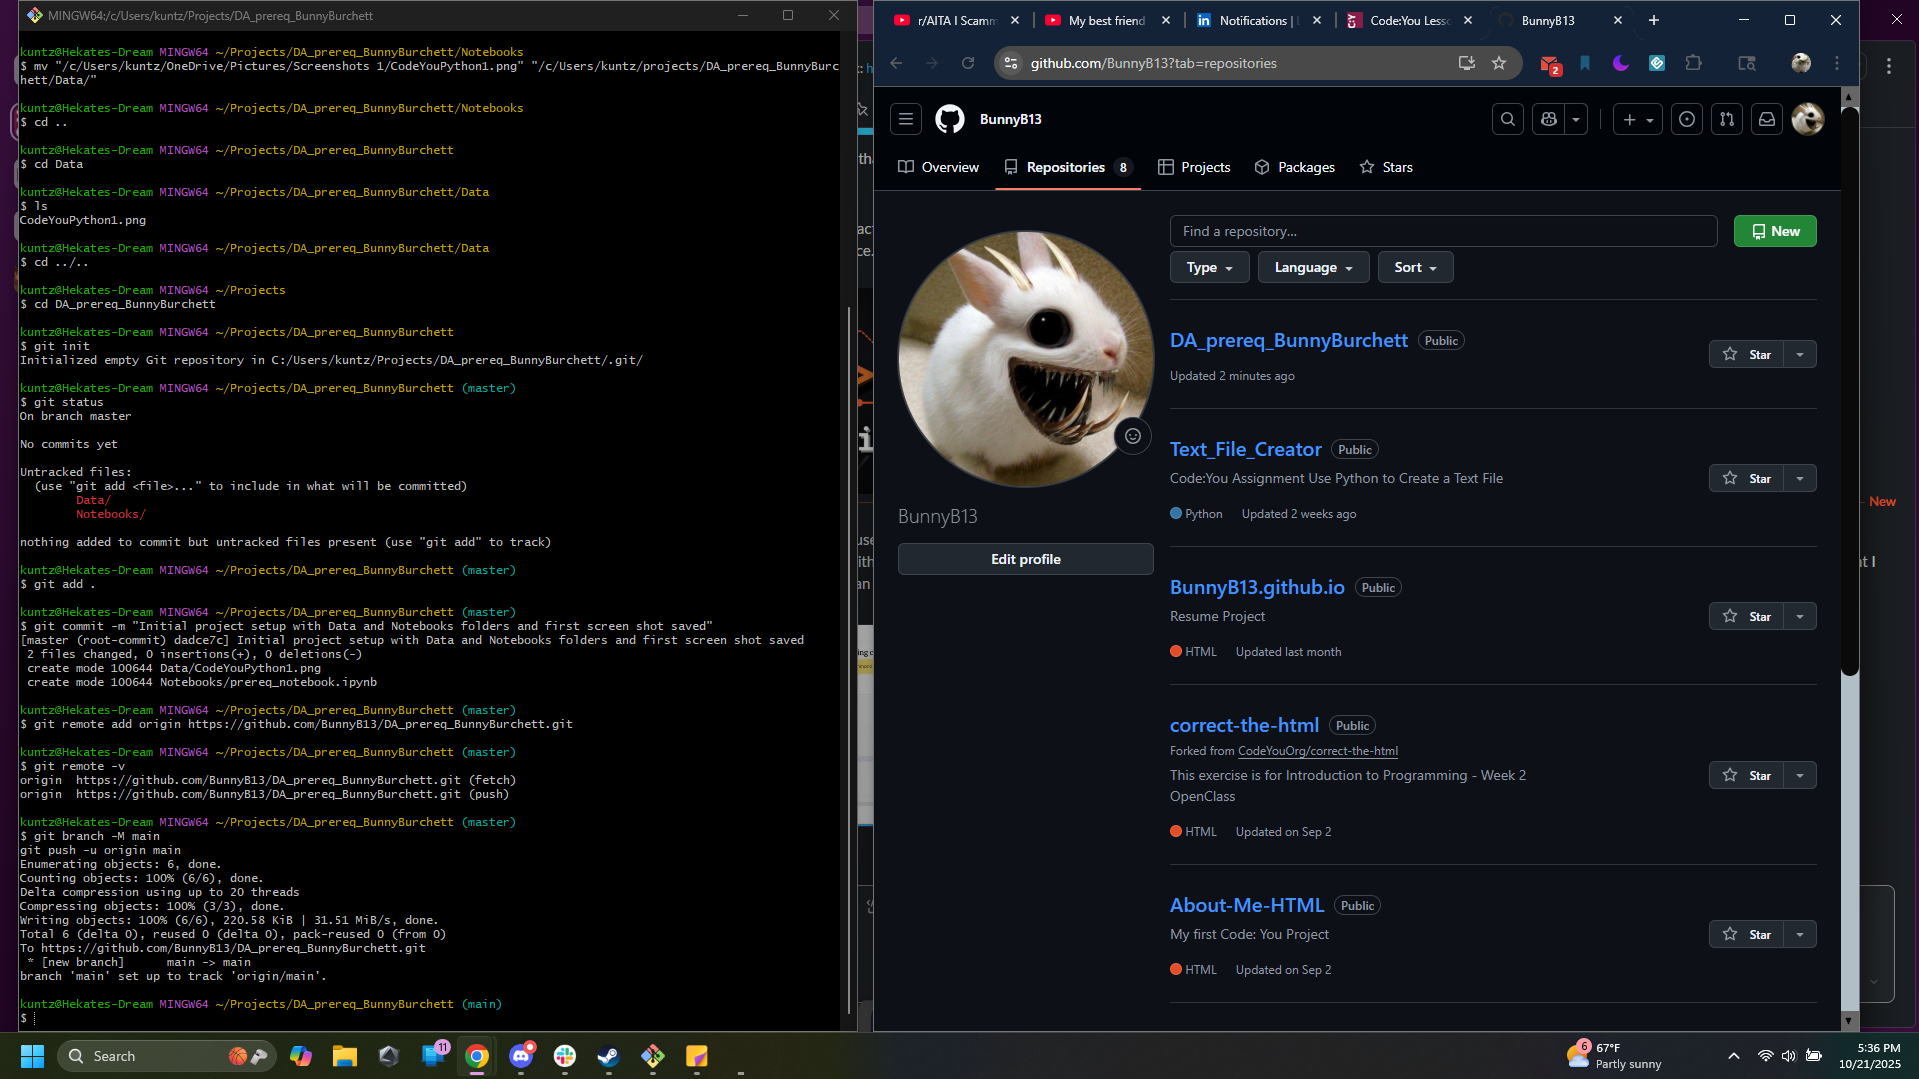 MINGW64:/c/Users/kuntz/Projects/DA_prereq_BunnyBurchett
kuntz@Hekates-Dream MINGW64 ~/Projects/DA_prereq_BunnyBurchett/Notebooks
$ mv "/c/Users/kuntz/OneDrive/Pictures/Screenshots 1/CodeYouPython1.png" "/c/Users/kuntz/projects/DA_prereq_BunnyBurc
hett/Data/"
kuntz@Hekates-Dream MINGW64 ~/Projects/DA_prereq_BunnyBurchett/Notebooks
$ cd ..
kuntz@Hekates-Dream MINGW64 ~/Projects/DA_prereq_BunnyBurchett
$ cd Data
kuntz@Hekates-Dream MINGW64 ~/Projects/DA_prereq_BunnyBurchett/Data
$ ls
CodeYouPython1.png
kuntz@Hekates-Dream MINGW64 ~/Projects/DA_prereq_BunnyBurchett/Data
$ cd ../..
kuntz@Hekates-Dream MINGW64 ~/Projects
$ cd DA_prereq_BunnyBurchett
kuntz@Hekates-Dream MINGW64 ~/Projects/DA_prereq_BunnyBurchett
$ git init
Initialized empty Git repository in C:/Users/kuntz/Projects/DA_prereq_BunnyBurchett/.git/
kuntz@Hekates-Dream MINGW64 ~/Projects/DA_prereq_BunnyBurchett (master)
$ git status
On branch master
No commits yet
Untracked files:
(use "git add <file>..." to include in what will be committed)
Data/
Notebooks/
nothing added to commit but untracked files present (use "git add" to track)
kuntz@Hekates-Dream MINGW64 ~/Projects/DA_prereq_BunnyBurchett (master)
$ git add .
kuntz@Hekates-Dream MINGW64 ~/Projects/DA_prereq_BunnyBurchett (master)
$ git commit -m "Initial project setup with Data and Notebooks folders and first screen shot saved"
[master (root-commit) dadce7c] Initial project setup with Data and Notebooks folders and first screen shot saved
2 files changed, 0 insertions(+), 0 deletions(-)
create mode 100644 Data/CodeYouPython1.png
create mode 100644 Notebooks/prereq_notebook.ipynb
kuntz@Hekates-Dream MINGW64 ~/Projects/DA_prereq_BunnyBurchett (master)
$ git remote add origin https://github.com/BunnyB13/DA_prereq_BunnyBurchett.git
kuntz@Hekates-Dream MINGW64 ~/Projects/DA_prereq_BunnyBurchett (master)
$ git remote -v
origin https://github.com/BunnyB13/DA_prereq_BunnyBurchett.git (fetch)
origin https://github.com/BunnyB13/DA_prereq_BunnyBurchett.git (push)
kuntz@Hekates-Dream MINGW64 ~/Projects/DA_prereq_BunnyBurchett (master)
$ git branch -M main
git push -u origin main
Enumerating objects: 6, done.
Counting objects: 100% (6/6), done.
Delta compression using up to 20 threads
Compressing objects: 100% (3/3), done.
Writing objects: 100% (6/6), 220.58 KiB | 31.51 MiB/s, done.
Total 6 (delta 0), reused 0 (delta 0), pack-reused 0 (from 0)
To https://github.com/BunnyB13/DA_prereq_BunnyBurchett.git
* [new branch] main -> main
branch 'main' set up to track 'origin/main'.
kuntz@Hekates-Dream MINGW64 ~/Projects/DA_prereq_BunnyBurchett (main)
$
r/AITA I Scamm
My best friend
Notifications | L
Code:You Less
BunnyB13
github.com/BunnyB13?tab=repositories
2
BunnyB13
Overview
Repositories 8
Projects
Packages
Stars
Find a repository...
New
Type
Language
Sort
DA_prereq_BunnyBurchett Public
Updated 2 minutes ago
Star
Text_File_Creator Public
Code:You Assignment Use Python to Create a Text File
Python Updated 2 weeks ago
Star
BunnyB13.github.io Public
Resume Project
HTML Updated last month
Star
correct-the-html Public
Forked from CodeYouOrg/correct-the-html
This exercise is for Introduction to Programming - Week 2
OpenClass
HTML Updated on Sep 2
Star
About-Me-HTML Public
My first Code: You Project
HTML Updated on Sep 2
Star
BunnyB13
Edit profile
New
Search
11
6
67°F
Partly sunny
5:36 PM
10/21/2025